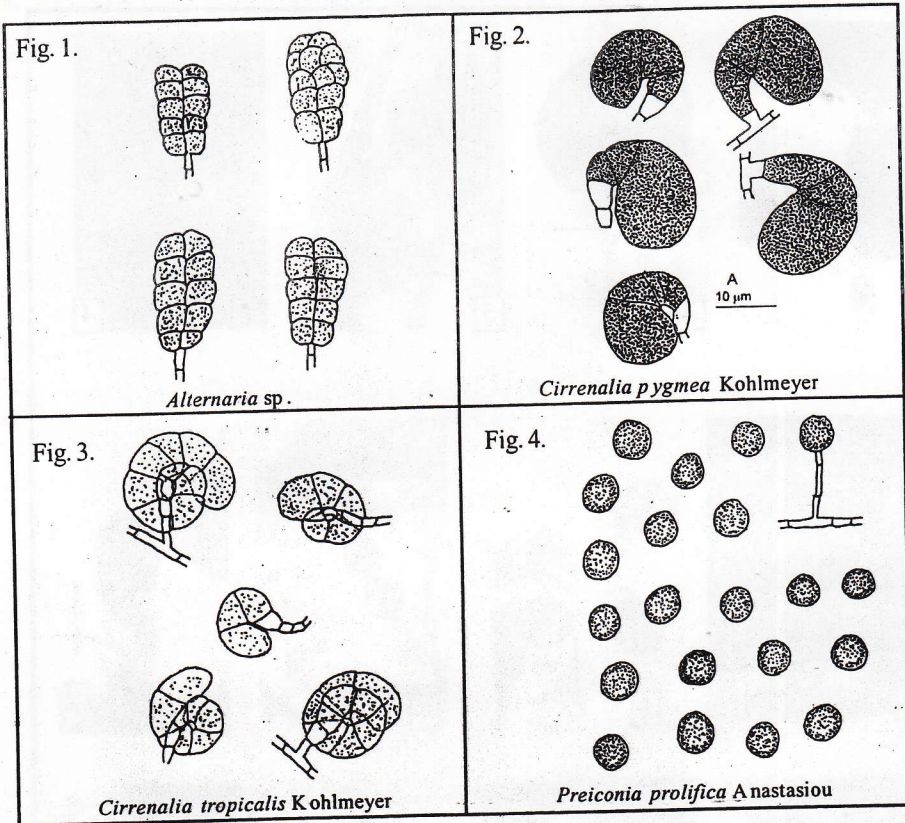 Fig. 1.
Alternaria sp.
Fig. 2.
A
10 μm
Cirrenalia pygmea Kohlmeyer
Fig. 3.
Cirrenalia tropicalis Kohlmeyer
Fig. 4.
Preiconia prolifica Anastasiou